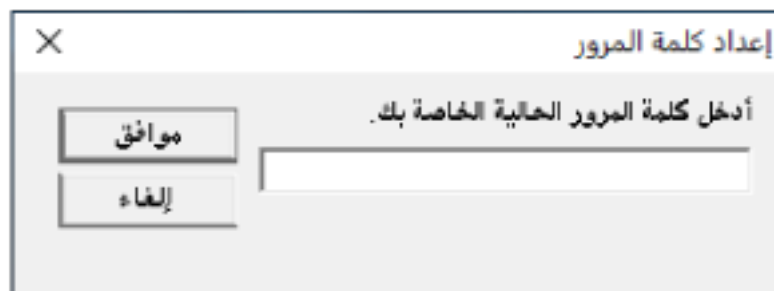 إعداد كلمة المرور
أدخل كلمة المرور الحالية الخاصة بك.
موافق
إلغاء